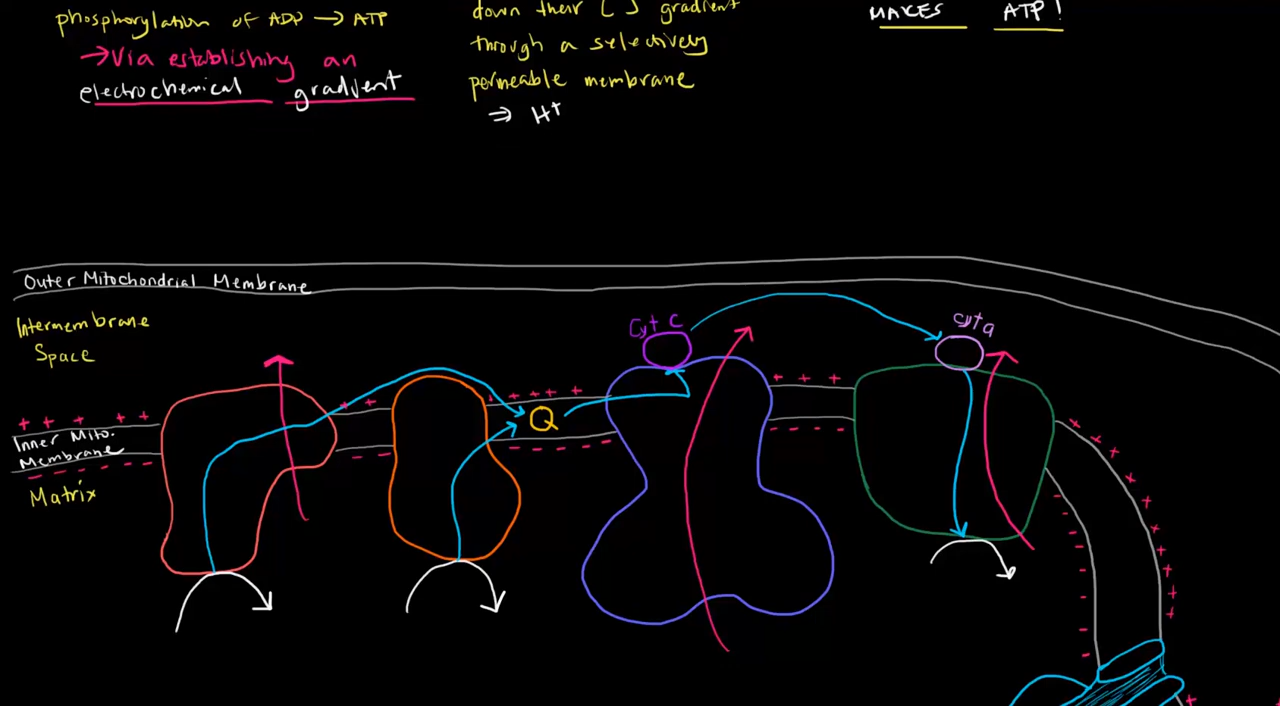 phosphorylation of ADP → ATP
→ Via establishing an
electrochemical gradient
down their [ ] gradient
through a selectively
permeable membrane
⇒ H+
MAKES ATP!
Outer Mitochondrial Membrane
Intermembrane
Space
Cyt C
cyt a
Q
+ + + + +
+ +
+ + + + +
+ + +
Inner Mito.
Membrane
Matrix